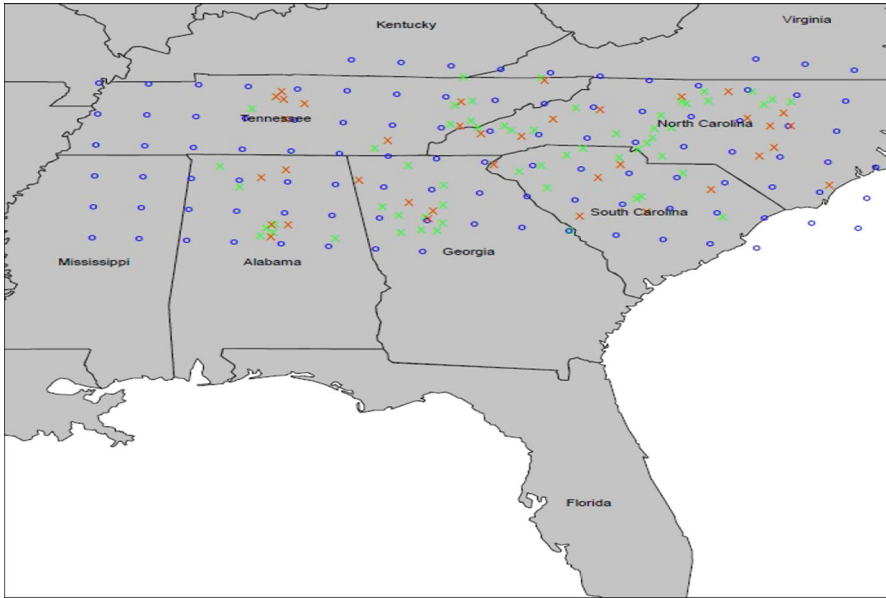 Kentucky
Virginia
Tennessee
North Carolina
South Carolina
Mississippi
Alabama
Georgia
Florida